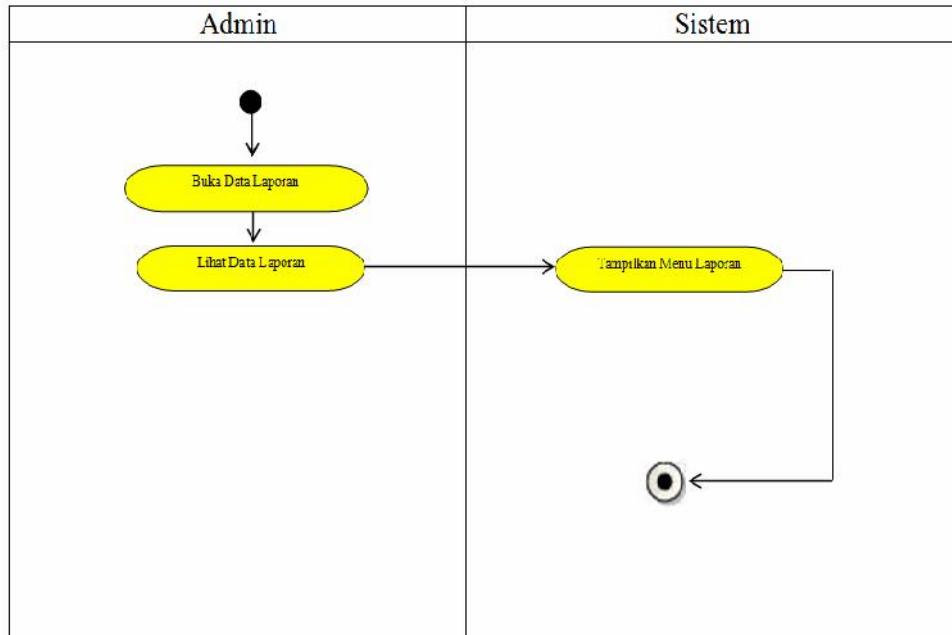 Admin
Sistem
Buka Data Laporan
Lihat Data Laporan
Tampilkan Menu Laporan